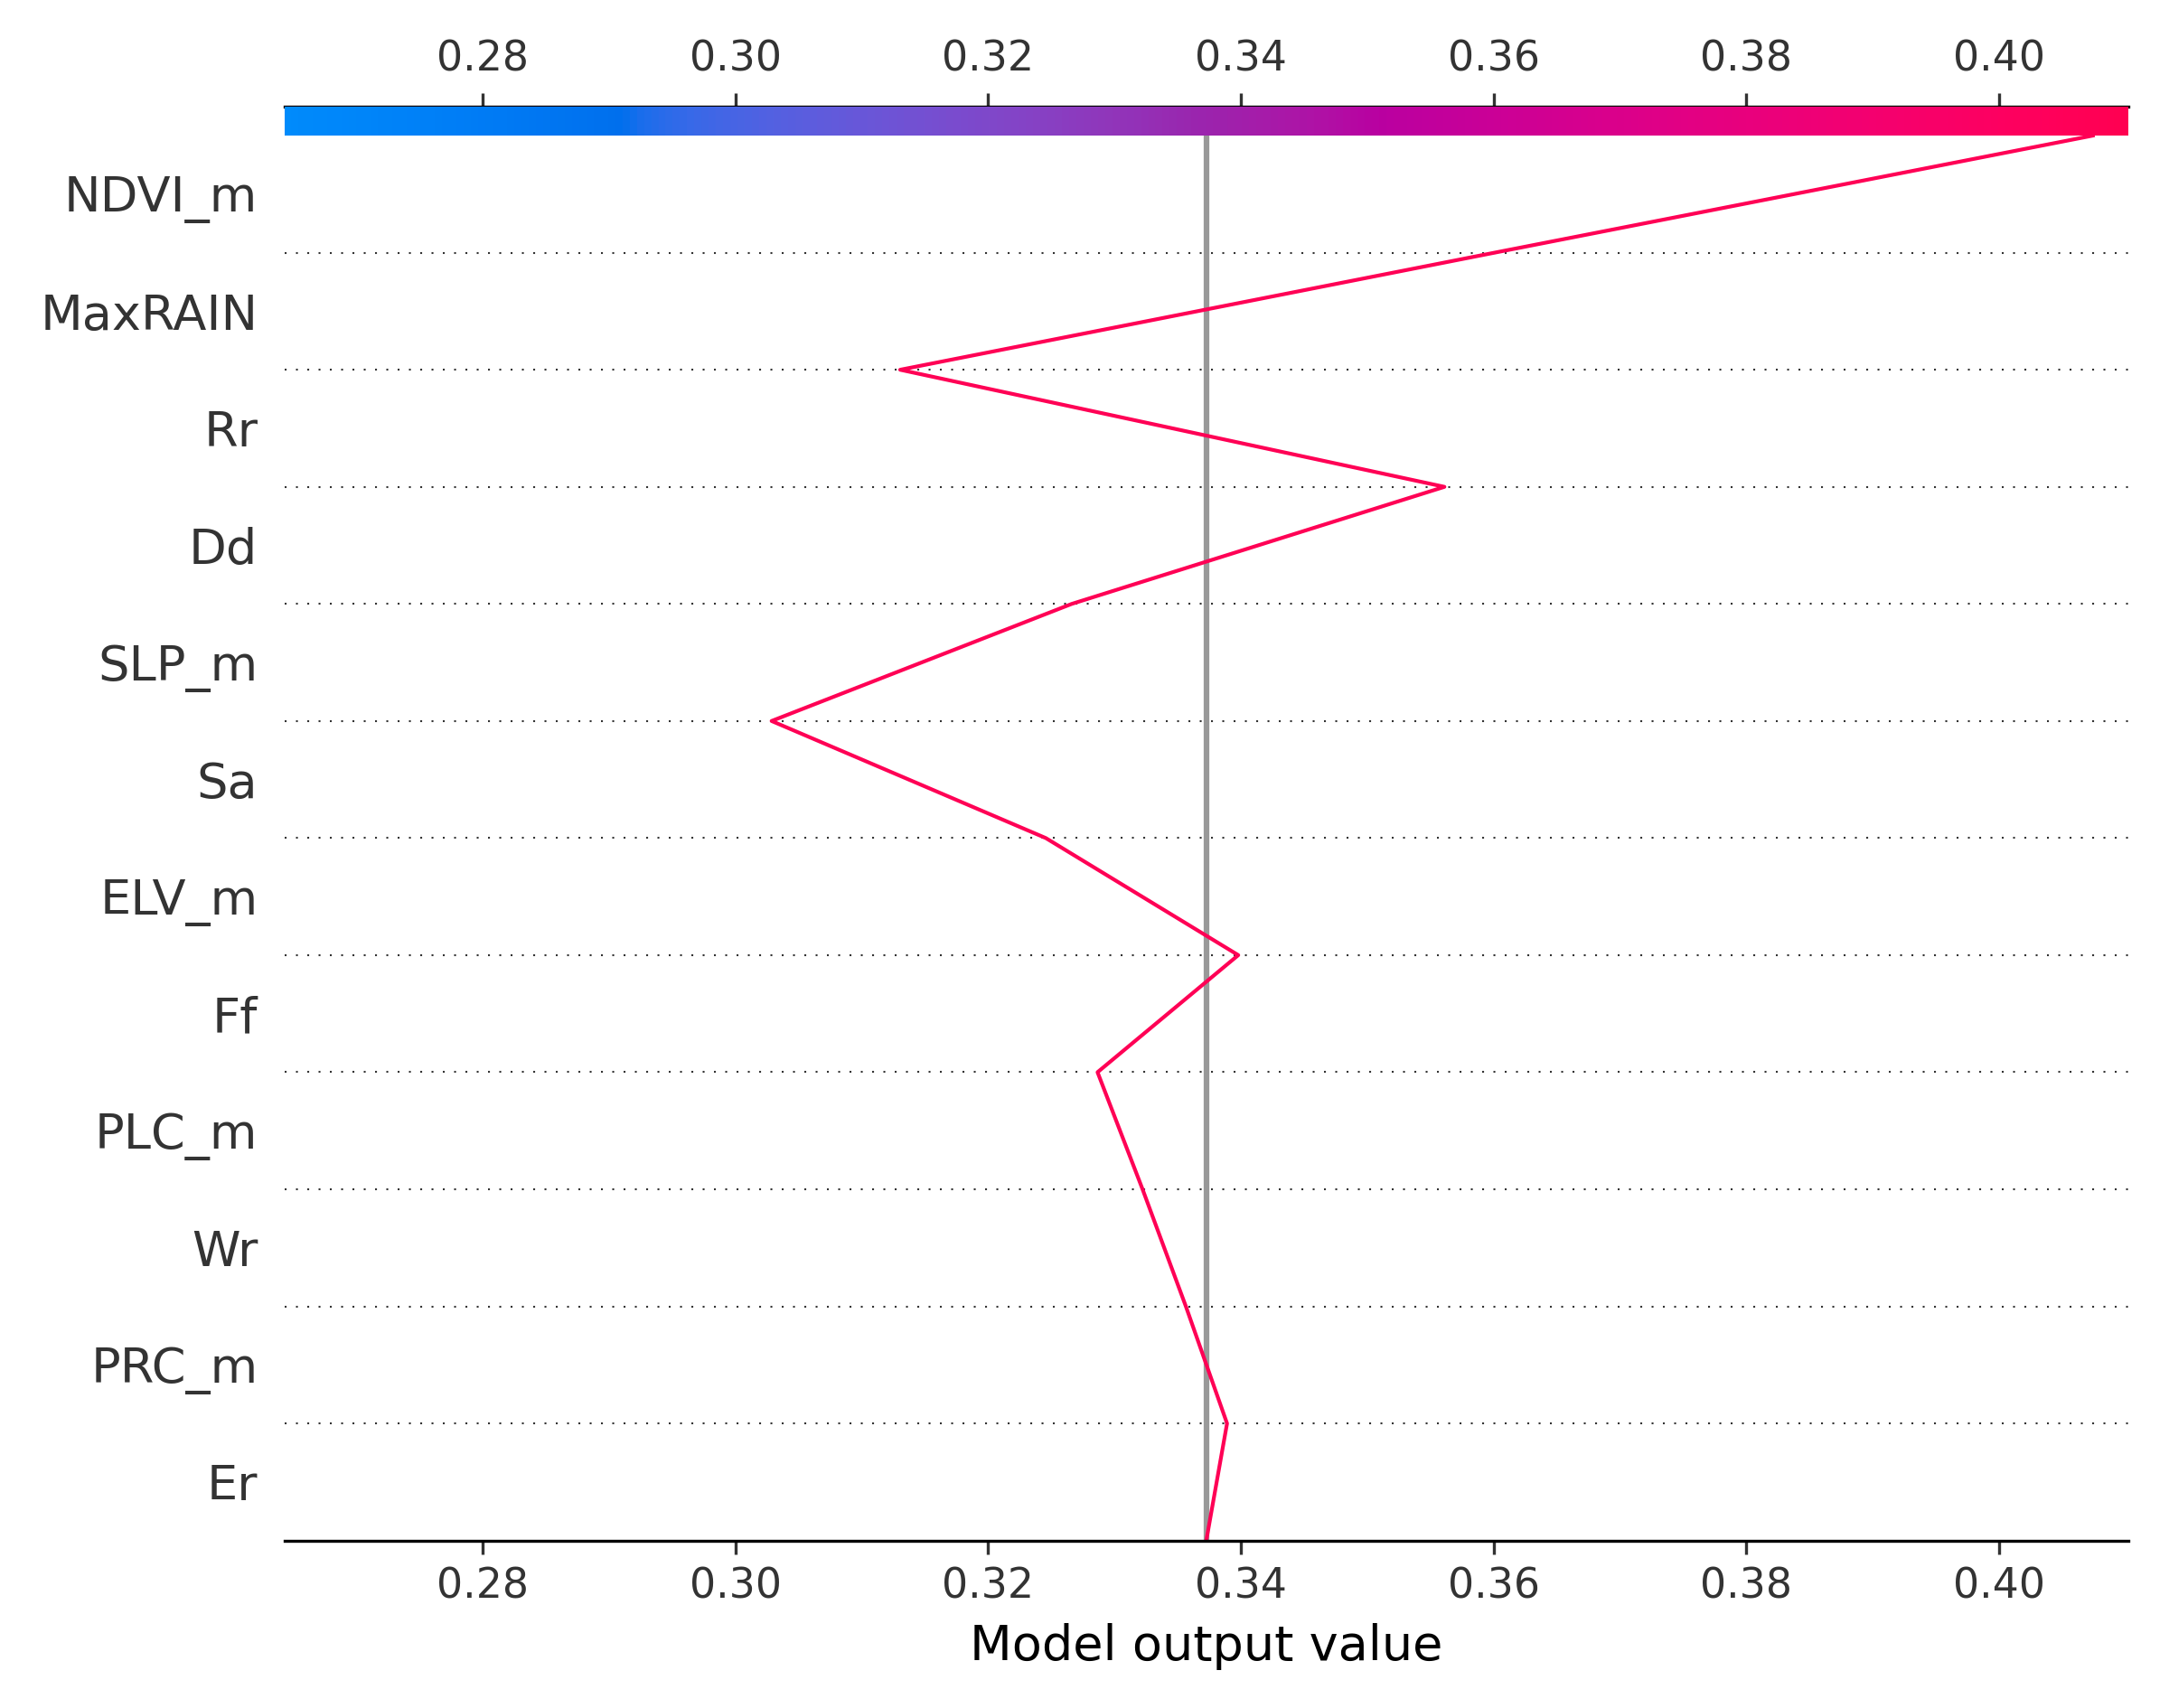 0.28 0.30 0.32 0.34 0.36 0.38 0.40
NDVI_m
MaxRAIN
Rr
Dd
SLP_m
Sa
ELV_m
Ff
PLC_m
Wr
PRC_m
Er
0.28 0.30 0.32 0.34 0.36 0.38 0.40
Model output value